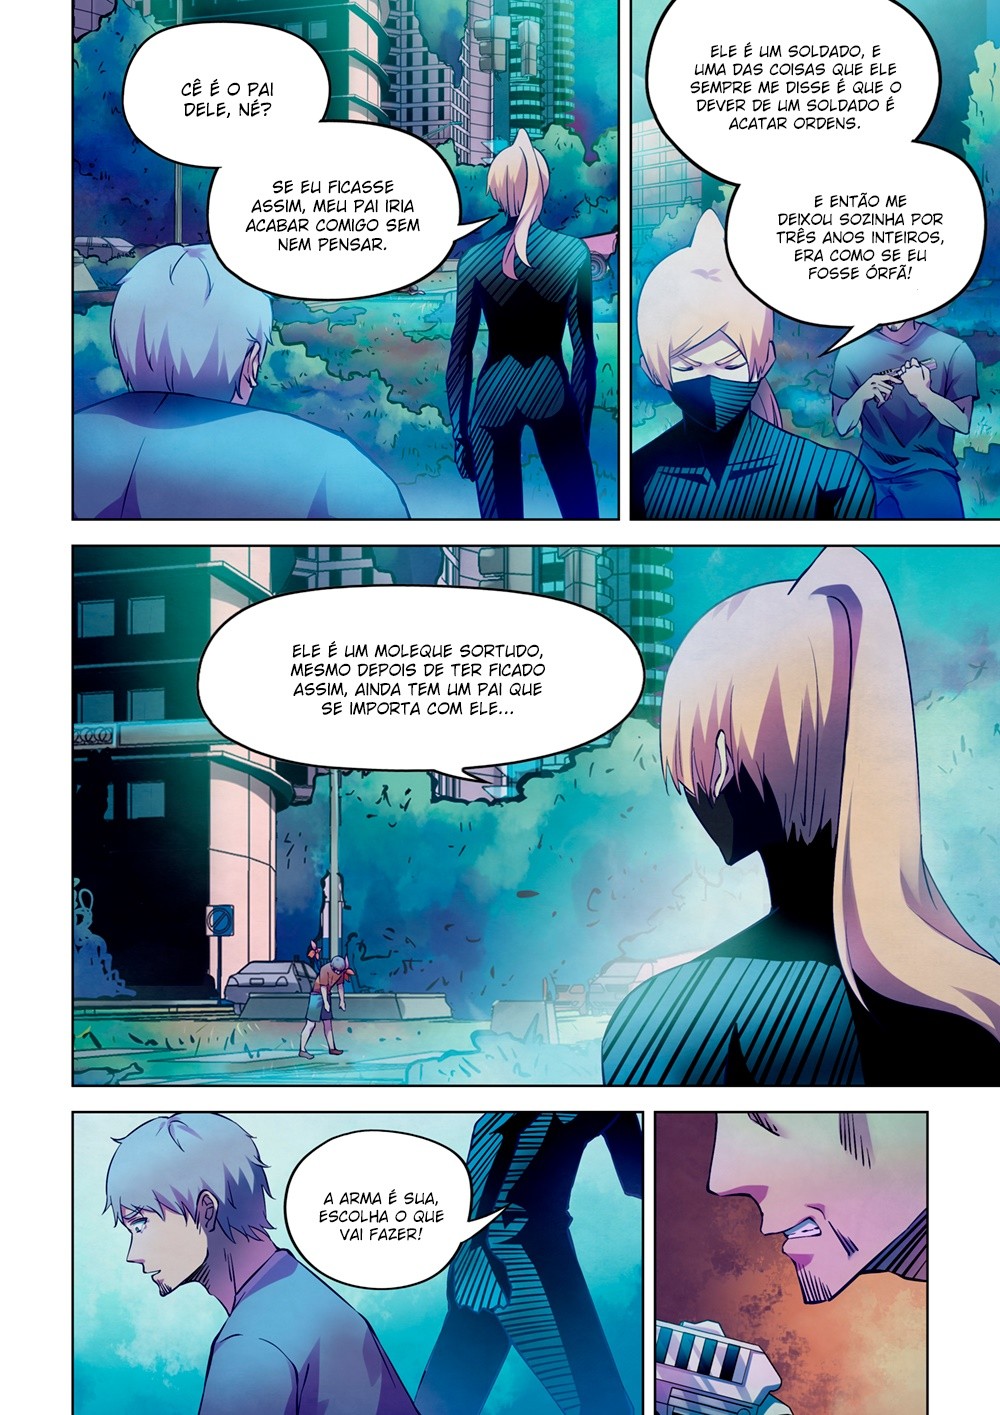 CÊ É O PAI
DELE, NÉ?
SE EU FICASSE
ASSIM, MEU PAI IRIA
ACABAR COMIGO SEM
NEM PENSAR.
ELE É UM SOLDADO, E
UMA DAS COISAS QUE ELE
SEMPRE ME DISSE É QUE O
DEVER DE UM SOLDADO É
ACATAR ORDENS.
E ENTÃO ME
DEIXOU SOZINHA POR
TRÊS ANOS INTEIROS,
ERA COMO SE EU
FOSSE ÓRFÃ!
ELE É UM MOLEQUE SORTUDO,
MESMO DEPOIS DE TER FICADO
ASSIM, AINDA TEM UM PAI QUE
SE IMPORTA COM ELE...
A ARMA É SUA,
ESCOLHA O QUE
VAI FAZER!